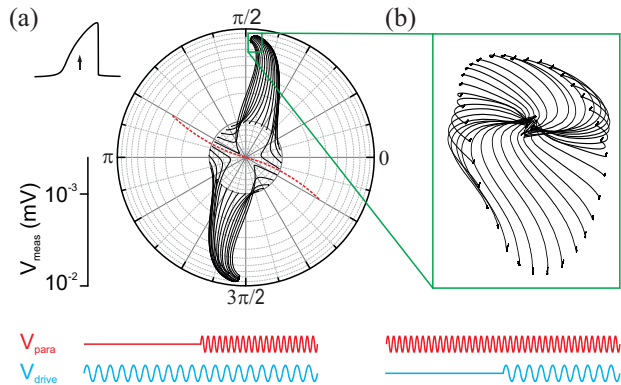 (a)
π/2
(b)
π
0
10⁻³
V_meas (mV)
10⁻²
3π/2
V_para
V_drive